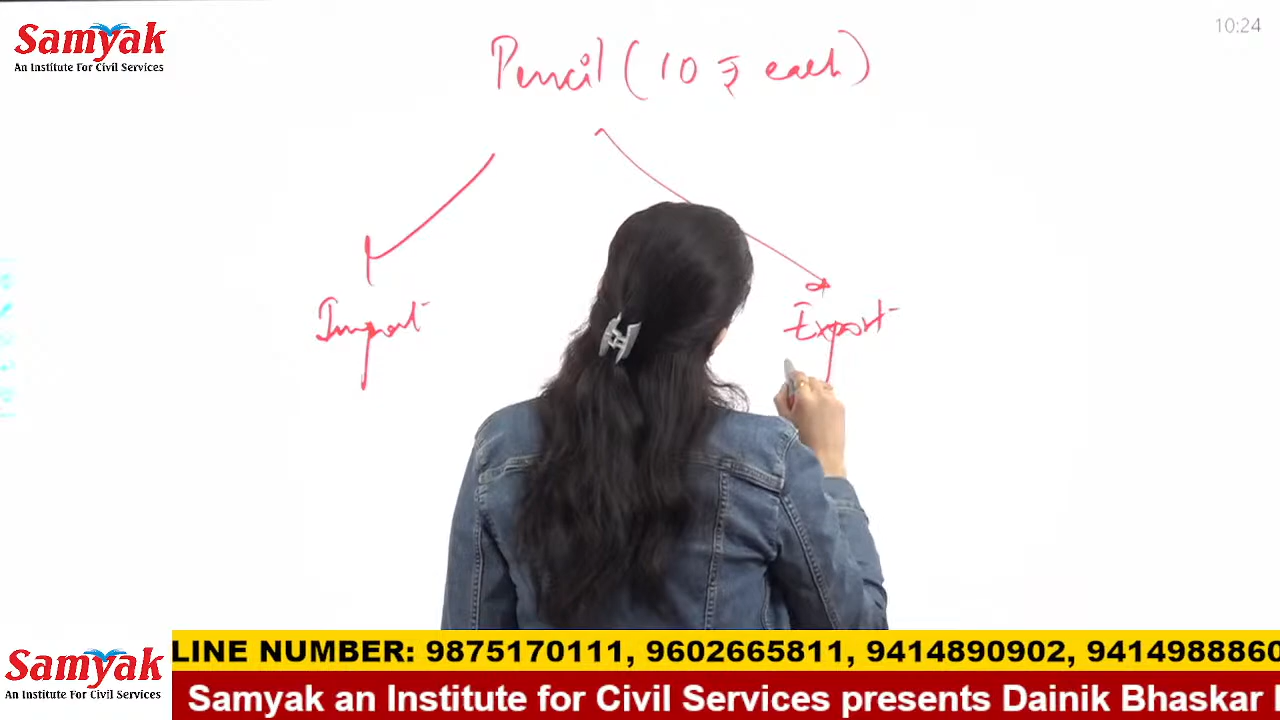 Samyak
An Institute For Civil Services
10:24
Pencil (10 ₹ each)
Import
Export
Samyak
An Institute For Civil Services
LINE NUMBER: 9875170111, 9602665811, 9414890902, 9414988860
Samyak an Institute for Civil Services presents Dainik Bhaskar